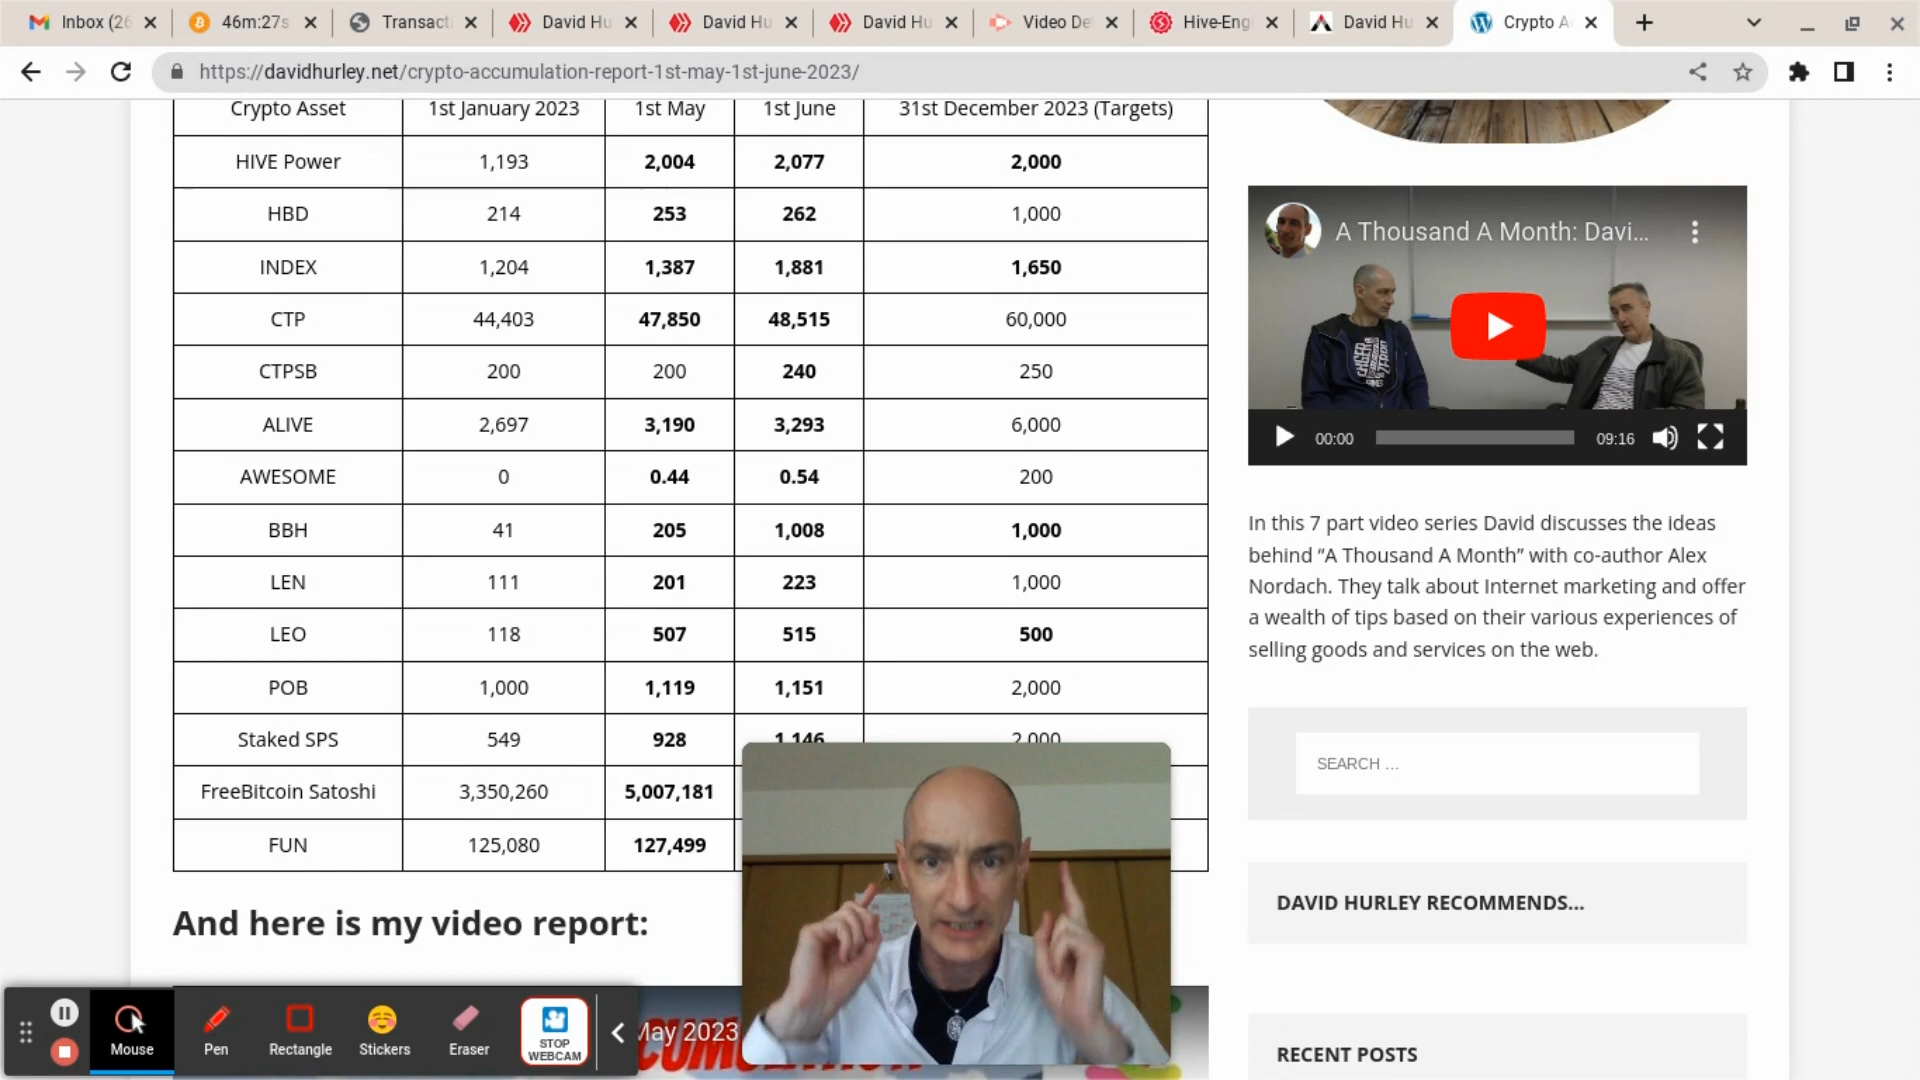 Inbox (26
46m:27s
Transact
David Hu
David Hu
David Hu
Video De
Hive-Eng
David Hu
Crypto A
https://davidhurley.net/crypto-accumulation-report-1st-may-1st-june-2023/
Crypto Asset 1st January 2023 1st May 1st June 31st December 2023 (Targets)
HIVE Power 1,193 2,004 2,077 2,000
HBD 214 253 262 1,000
INDEX 1,204 1,387 1,881 1,650
CTP 44,403 47,850 48,515 60,000
CTPSB 200 200 240 250
ALIVE 2,697 3,190 3,293 6,000
AWESOME 0 0.44 0.54 200
BBH 41 205 1,008 1,000
LEN 111 201 223 1,000
LEO 118 507 515 500
POB 1,000 1,119 1,151 2,000
Staked SPS 549 928 1,146 2,000
FreeBitcoin Satoshi 3,350,260 5,007,181
FUN 125,080 127,499
And here is my video report:
May 2023
A Thousand A Month: Davi...
00:00
09:16
In this 7 part video series David discusses the ideas
behind “A Thousand A Month” with co-author Alex
Nordach. They talk about Internet marketing and offer
a wealth of tips based on their various experiences of
selling goods and services on the web.
SEARCH …
DAVID HURLEY RECOMMENDS…
RECENT POSTS
Mouse
Pen
Rectangle
Stickers
Eraser
STOP
WEBCAM